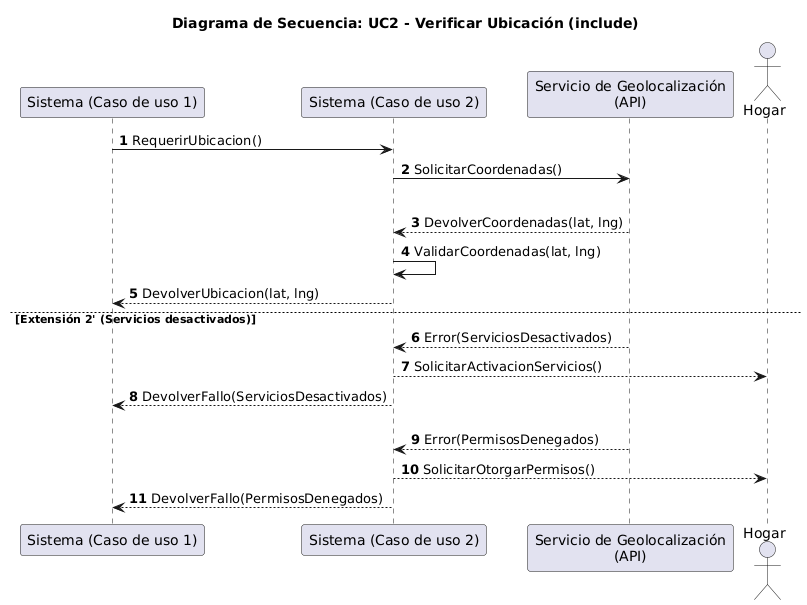 Diagrama de Secuencia: UC2 - Verificar Ubicación (include)
Sistema (Caso de uso 1)
Sistema (Caso de uso 2)
Servicio de Geolocalización
(API)
Hogar
1 RequerirUbicacion()
2 SolicitarCoordenadas()
3 DevolverCoordenadas(lat, lng)
4 ValidarCoordenadas(lat, lng)
5 DevolverUbicacion(lat, lng)
[Extensión 2' (Servicios desactivados)]
6 Error(ServiciosDesactivados)
7 SolicitarActivacionServicios()
8 DevolverFallo(ServiciosDesactivados)
9 Error(PermisosDenegados)
10 SolicitarOtorgarPermisos()
11 DevolverFallo(PermisosDenegados)
Sistema (Caso de uso 1)
Sistema (Caso de uso 2)
Servicio de Geolocalización
(API)
Hogar